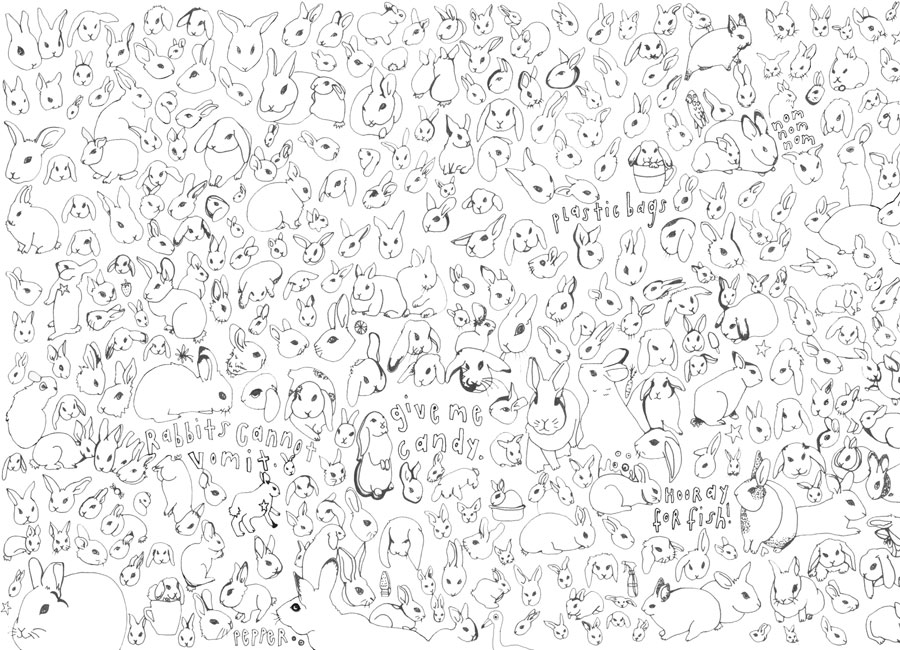 nom
nom
nom
plastic bags
give me
candy.
Rabbits cannot
vomit.
Hooray
for fish!
PEPPER